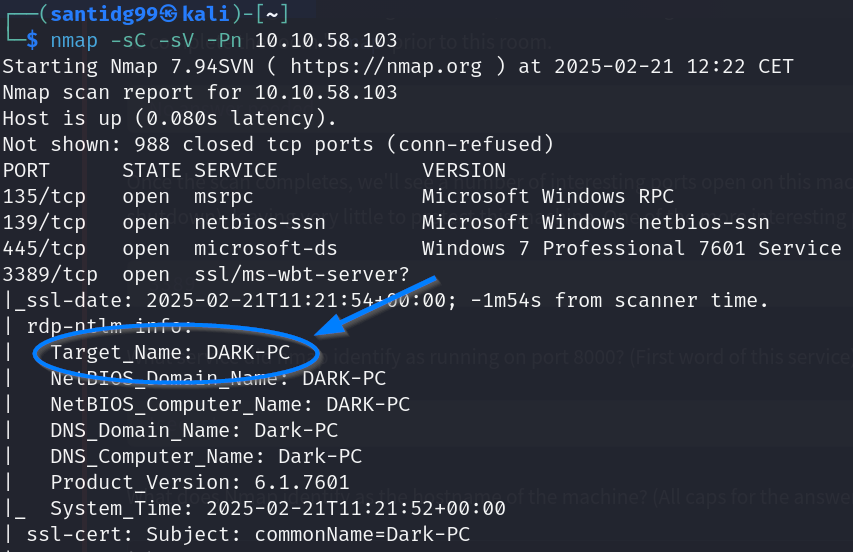 ┌──(santidg99㉿kali)-[~]
└─$ nmap -sC -sV -Pn 10.10.58.103
Starting Nmap 7.94SVN ( https://nmap.org ) at 2025-02-21 12:22 CET
Nmap scan report for 10.10.58.103
Host is up (0.080s latency).
Not shown: 988 closed tcp ports (conn-refused)
PORT     STATE SERVICE            VERSION
135/tcp  open  msrpc              Microsoft Windows RPC
139/tcp  open  netbios-ssn        Microsoft Windows netbios-ssn
445/tcp  open  microsoft-ds       Windows 7 Professional 7601 Service
3389/tcp open  ssl/ms-wbt-server?
|_ssl-date: 2025-02-21T11:21:54+00:00; -1m54s from scanner time.
| rdp-ntlm-info:
|   Target_Name: DARK-PC
|   NetBIOS_Domain_Name: DARK-PC
|   NetBIOS_Computer_Name: DARK-PC
|   DNS_Domain_Name: Dark-PC
|   DNS_Computer_Name: Dark-PC
|   Product_Version: 6.1.7601
|_  System_Time: 2025-02-21T11:21:52+00:00
| ssl-cert: Subject: commonName=Dark-PC